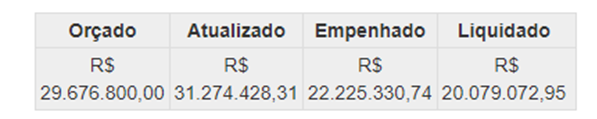 Orçado Atualizado Empenhado Liquidado
R$ R$ R$ R$
29.676.800,00 31.274.428,31 22.225.330,74 20.079.072,95